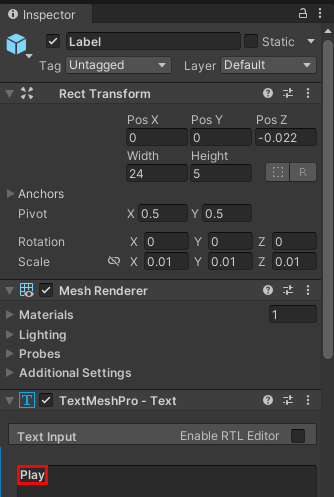 Inspector
Label
Static
Tag Untagged Layer Default
Rect Transform
Pos X Pos Y Pos Z
0 0 -0.022
Width Height
24 5
R
Anchors
Pivot X 0.5 Y 0.5
Rotation X 0 Y 0 Z 0
Scale X 0.01 Y 0.01 Z 0.01
Mesh Renderer
Materials 1
Lighting
Probes
Additional Settings
T TextMeshPro - Text
Text Input Enable RTL Editor
Play